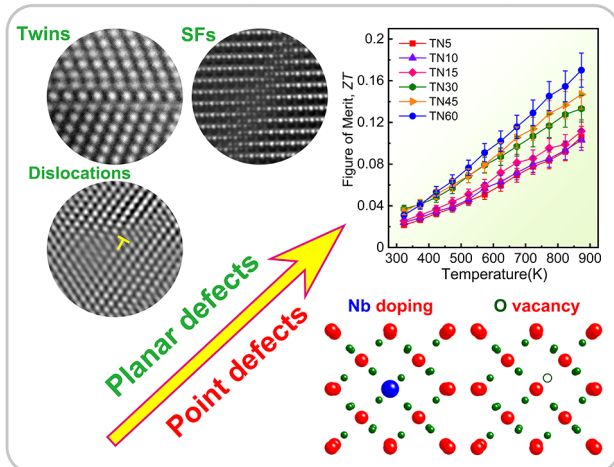 Twins
SFs
Dislocations
Planar defects
Point defects
Figure of Merit, ZT
0.2
0.16
0.12
0.08
0.04
0
TN5
TN10
TN15
TN30
TN45
TN60
300 400 500 600 700 800 900
Temperature(K)
Nb doping
O vacancy